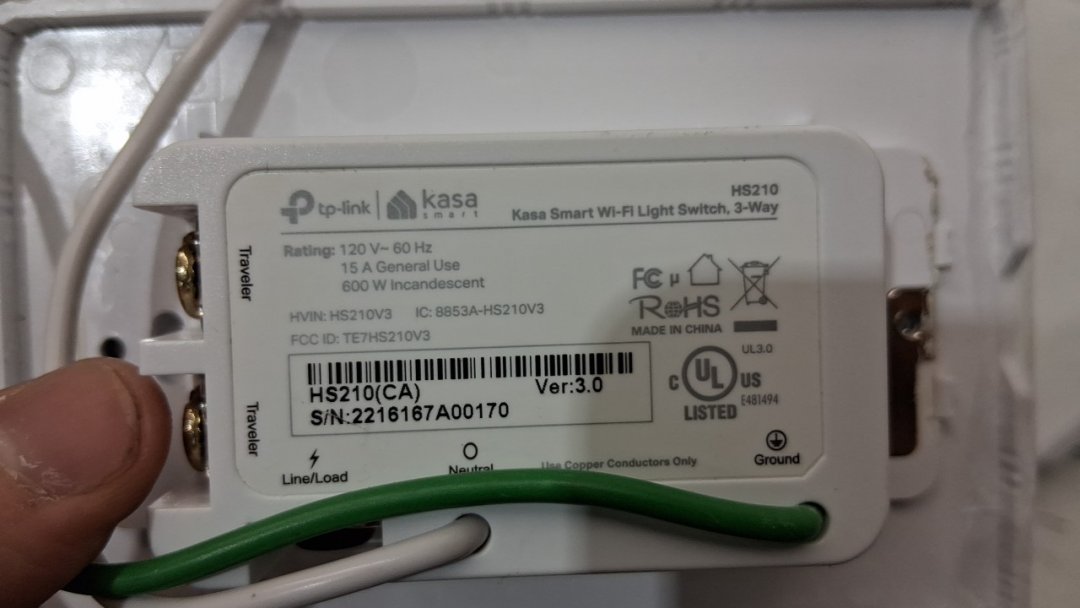 tp-link | kasa smart
HS210
Kasa Smart Wi-Fi Light Switch, 3-Way
Rating: 120 V~ 60 Hz
15 A General Use
600 W Incandescent
HVIN: HS210V3 IC: 8853A-HS210V3
FCC ID: TE7HS210V3
FC µ
RoHS
MADE IN CHINA
HS210(CA) Ver:3.0
S/N:2216167A00170
UL3.0
C UL US
LISTED E481494
Traveler
Traveler
Line/Load
Neutral
Use Copper Conductors Only
Ground